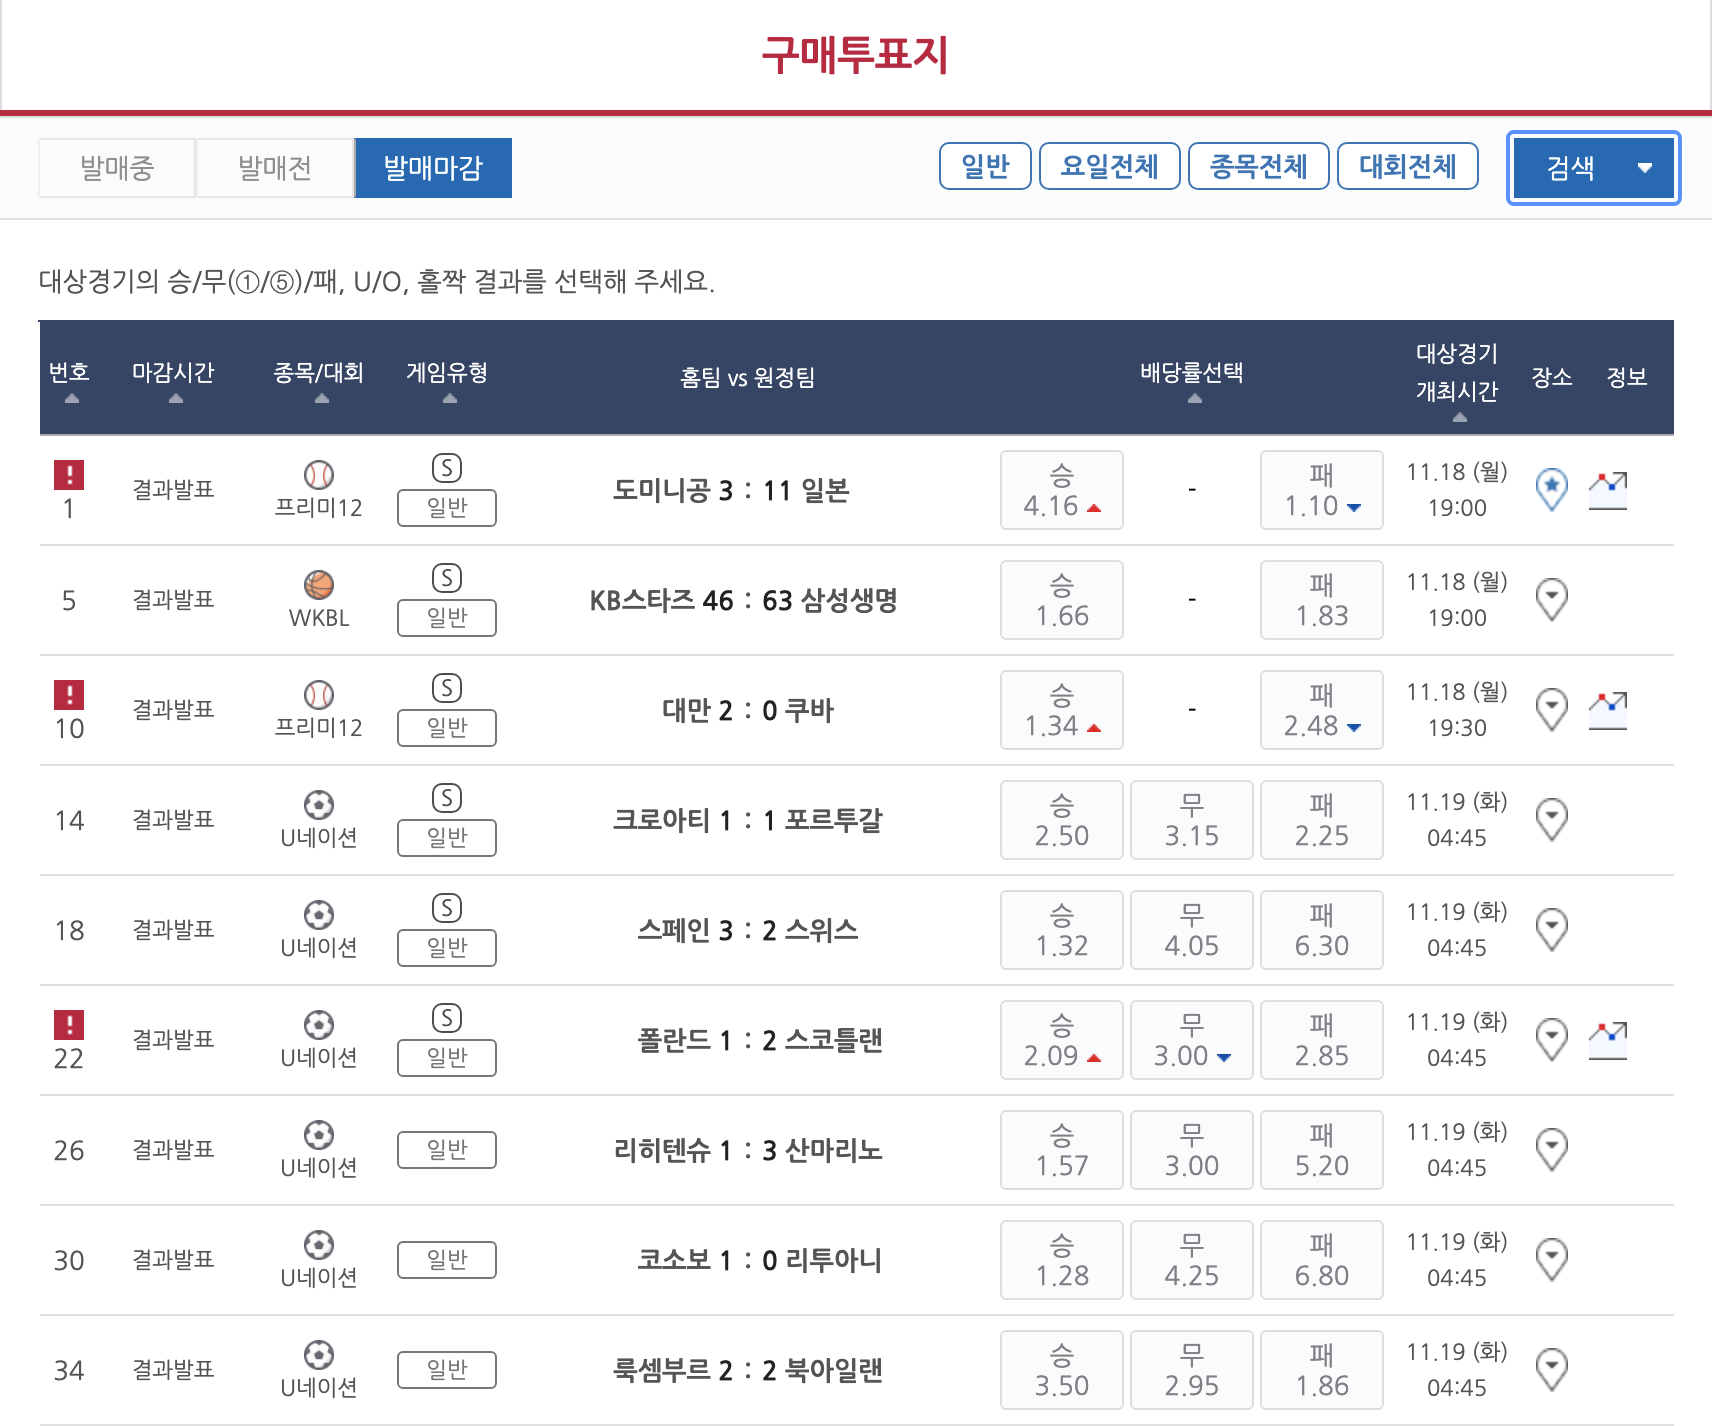 구매투표지
발매중 발매전 발매마감 일반 요일전체 종목전체 대회전체 검색
대상경기의 승/무(①/⑤)/패, U/O, 홀짝 결과를 선택해 주세요.
번호 마감시간 종목/대회 게임유형 홈팀 vs 원정팀 배당률선택 대상경기 개최시간 장소 정보
! 1 결과발표 프리미12 S 일반 도미니공 3 : 11 일본 승 4.16 - 패 1.10 11.18 (월) 19:00
5 결과발표 WKBL S 일반 KB스타즈 46 : 63 삼성생명 승 1.66 - 패 1.83 11.18 (월) 19:00
! 10 결과발표 프리미12 S 일반 대만 2 : 0 쿠바 승 1.34 - 패 2.48 11.18 (월) 19:30
14 결과발표 U네이션 S 일반 크로아티 1 : 1 포르투갈 승 2.50 무 3.15 패 2.25 11.19 (화) 04:45
18 결과발표 U네이션 S 일반 스페인 3 : 2 스위스 승 1.32 무 4.05 패 6.30 11.19 (화) 04:45
! 22 결과발표 U네이션 S 일반 폴란드 1 : 2 스코틀랜 승 2.09 무 3.00 패 2.85 11.19 (화) 04:45
26 결과발표 U네이션 일반 리히텐슈 1 : 3 산마리노 승 1.57 무 3.00 패 5.20 11.19 (화) 04:45
30 결과발표 U네이션 일반 코소보 1 : 0 리투아니 승 1.28 무 4.25 패 6.80 11.19 (화) 04:45
34 결과발표 U네이션 일반 룩셈부르 2 : 2 북아일랜 승 3.50 무 2.95 패 1.86 11.19 (화) 04:45